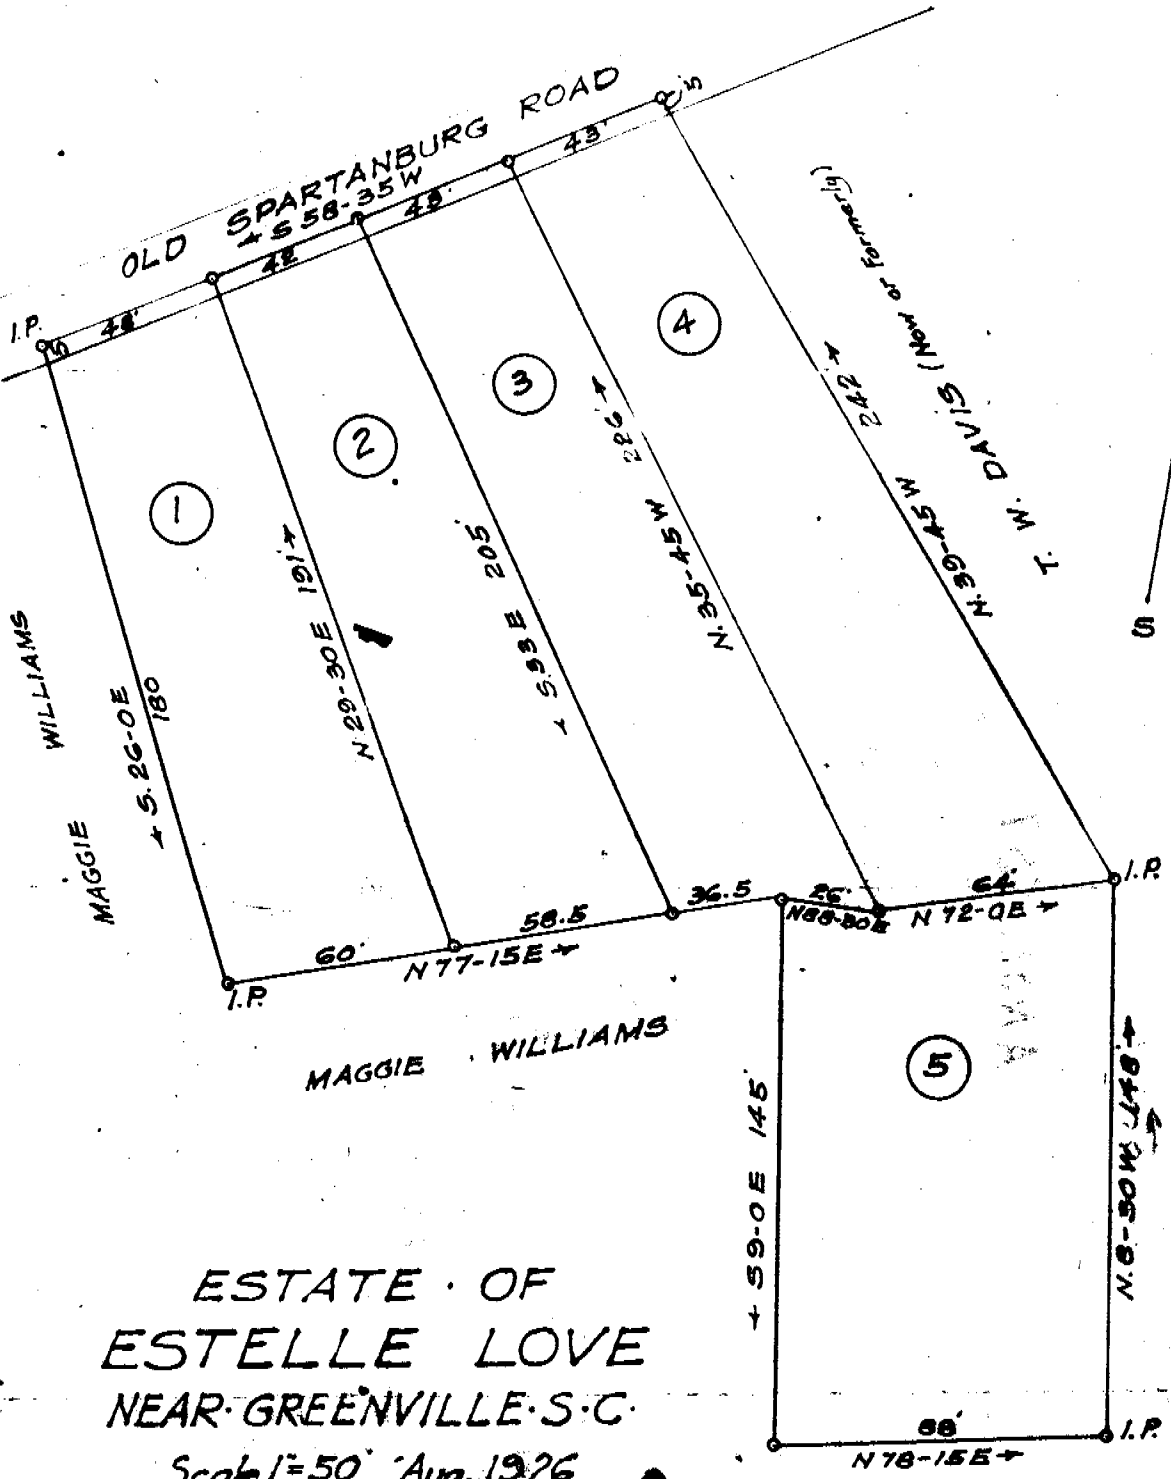 OLD SPARTANBURG ROAD
S 58-35 W
I.P.
5
42
43'
43'
5
1
2
3
4
5
T. W. DAVIS (Now or Formerly)
242
N. 39-45 W
226'
N. 35-45 W
S. 33 E 205'
N 29-30 E 191
S. 26-0 E
180
MAGGIE WILLIAMS
S
60'
58.5
36.5
26'
64'
I.P.
N 77-15 E
N 72-0 E
I.P.
MAGGIE WILLIAMS
S 9-0 E 145'
N. 8-30 W. 148
88'
N 78-15 E
I.P.
ESTATE · OF
ESTELLE LOVE
NEAR·GREENVILLE·S·C·
Scale 1"=50' Aug. 1926